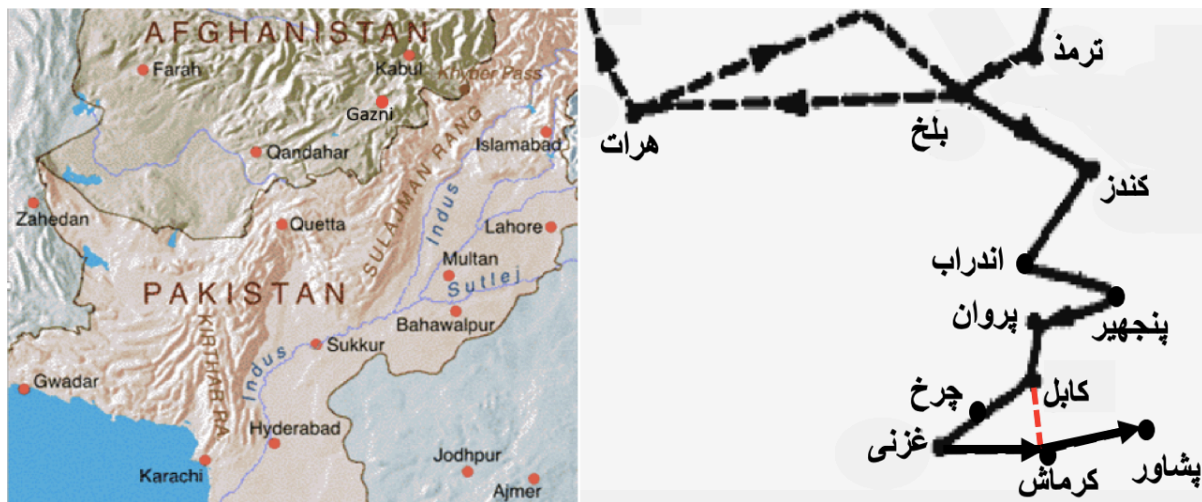 AFGHANISTAN
Farah
Kabul
Khyber Pass
Gazni
Islamabad
Qandahar
SULAJMAN RANG
Indus
Zahedan
Quetta
Lahore
Multan
Sutlej
PAKISTAN
Bahawalpur
KIRTHAR RA
Indus
Sukkur
Gwadar
Hyderabad
Karachi
Jodhpur
Ajmer
ترمذ
هرات
بلخ
کندز
اندراب
پنجهیر
پروان
کابل
چرخ
غزنی
کرماش
پشاور